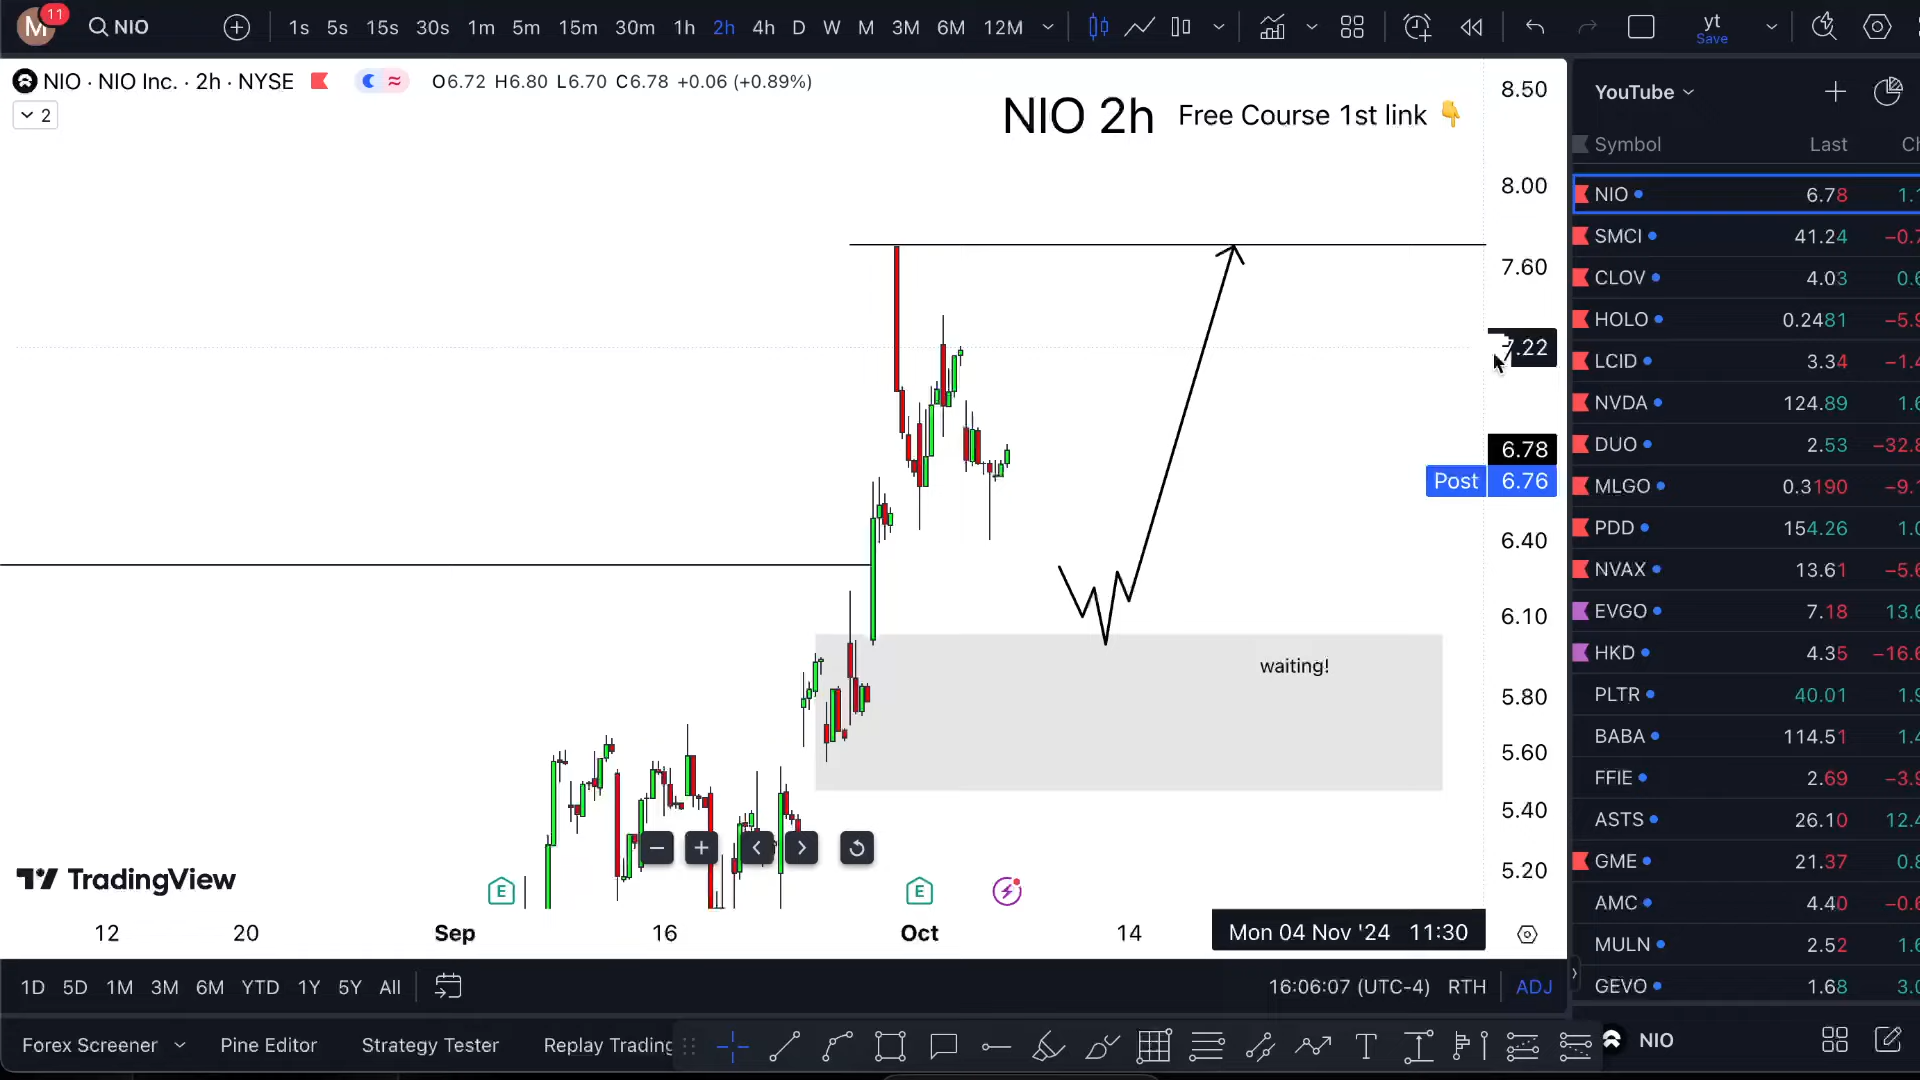 M 11 NIO 1s 5s 15s 30s 1m 5m 15m 30m 1h 2h 4h D W M 3M 6M 12M yt Save
NIO · NIO Inc. · 2h · NYSE O6.72 H6.80 L6.70 C6.78 +0.06 (+0.89%)
2
NIO 2h Free Course 1st link 👇
8.50
8.00
7.60
7.22
6.78
Post 6.76
6.40
6.10
waiting!
5.80
5.60
5.40
5.20
TradingView
E E
12 20 Sep 16 Oct 14 Mon 04 Nov '24 11:30
1D 5D 1M 3M 6M YTD 1Y 5Y All 16:06:07 (UTC-4) RTH ADJ
Forex Screener Pine Editor Strategy Tester Replay Trading T
YouTube
Symbol Last
NIO 6.78
SMCI 41.24
CLOV 4.03
HOLO 0.2481
LCID 3.34
NVDA 124.89
DUO 2.53
MLGO 0.3190
PDD 154.26
NVAX 13.61
EVGO 7.18
HKD 4.35
PLTR 40.01
BABA 114.51
FFIE 2.69
ASTS 26.10
GME 21.37
AMC 4.40
MULN 2.52
GEVO 1.68
NIO